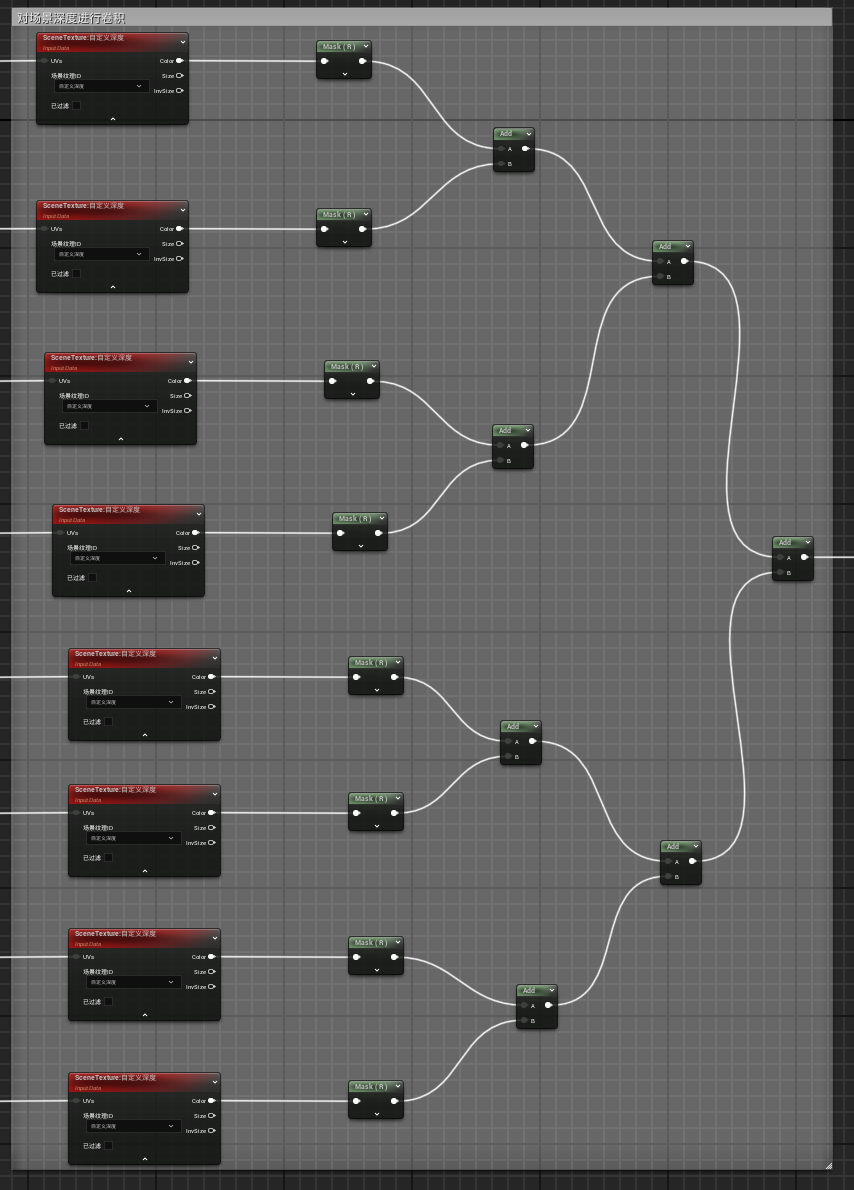 对场景深度进行卷积
SceneTexture:自定义深度
Input Data
UVs Color
场景纹理ID Size
自定义深度 InvSize
已过滤
Mask ( R )
Add
A
B
SceneTexture:自定义深度
Input Data
UVs Color
场景纹理ID Size
自定义深度 InvSize
已过滤
Mask ( R )
Add
A
B
SceneTexture:自定义深度
Input Data
UVs Color
场景纹理ID Size
自定义深度 InvSize
已过滤
Mask ( R )
Add
A
B
SceneTexture:自定义深度
Input Data
UVs Color
场景纹理ID Size
自定义深度 InvSize
已过滤
Mask ( R )
Add
A
B
SceneTexture:自定义深度
Input Data
UVs Color
场景纹理ID Size
自定义深度 InvSize
已过滤
Mask ( R )
Add
A
B
SceneTexture:自定义深度
Input Data
UVs Color
场景纹理ID Size
自定义深度 InvSize
已过滤
Mask ( R )
Add
A
B
SceneTexture:自定义深度
Input Data
UVs Color
场景纹理ID Size
自定义深度 InvSize
已过滤
Mask ( R )
Add
A
B
SceneTexture:自定义深度
Input Data
UVs Color
场景纹理ID Size
自定义深度 InvSize
已过滤
Mask ( R )